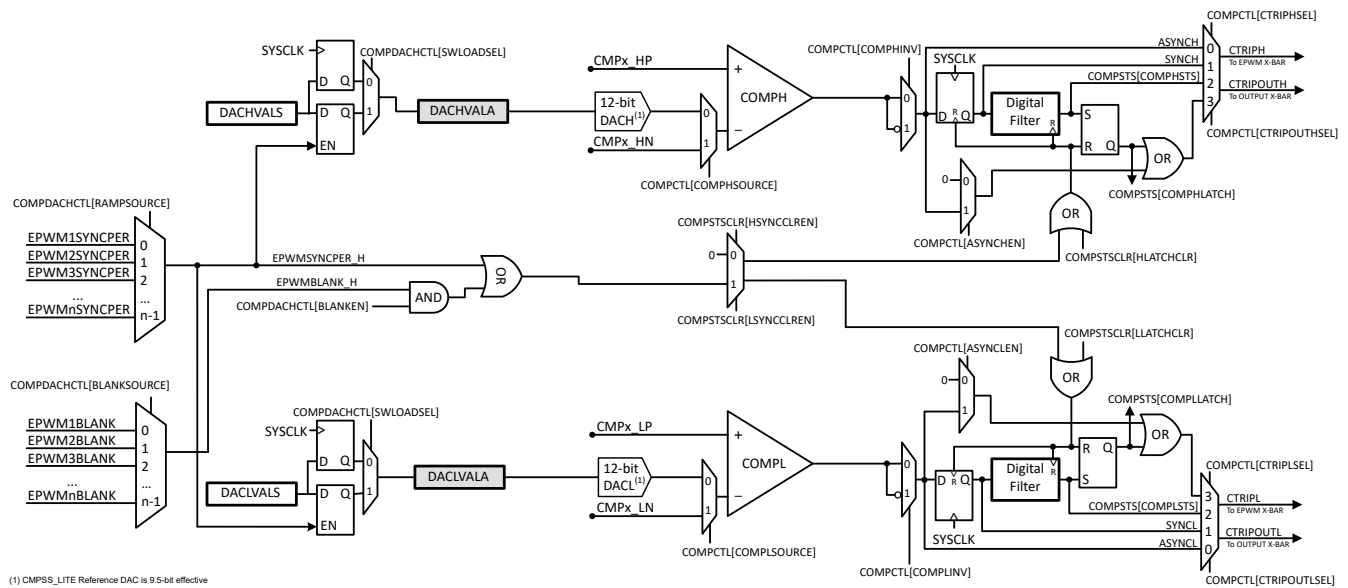 COMPCTL[CTRIPHSEL]
SYSCLK
COMPDACHCTL[SWLOADSEL]
COMPCTL[COMPHINV]
ASYNCH
0
CTRIPH
To EPWM X-BAR
CMPx_HP
+
SYSCLK
SYNCH
1
D Q
0
COMPSTS[COMPHSTS]
2
CTRIPOUTH
To OUTPUT X-BAR
DACHVALS
D Q
1
DACHVALA
12-bit
DACH(1)
0
COMPH
0
1
D R Q
Digital
Filter
R
S
3
EN
CMPx_HN
1
−
R Q
OR
COMPCTL[CTRIPOUTHSEL]
COMPCTL[COMPHSOURCE]
0
0
1
COMPSTS[COMPHLATCH]
COMPDACHCTL[RAMPSOURCE]
COMPSTSCLR[HSYNCCLREN]
OR
COMPCTL[ASYNCHEN]
EPWM1SYNCPER
0
EPWM2SYNCPER
1
EPWMSYNCPER_H
0
0
COMPSTSCLR[HLATCHCLR]
EPWM3SYNCPER
2
OR
...
...
EPWMBLANK_H
AND
1
EPWMnSYNCPER
n-1
COMPDACHCTL[BLANKEN]
COMPSTSCLR[LSYNCCLREN]
COMPSTSCLR[LLATCHCLR]
COMPCTL[ASYNCLEN]
COMPDACHCTL[BLANKSOURCE]
0
0
OR
COMPSTS[COMPLLATCH]
EPWM1BLANK
0
COMPDACHCTL[SWLOADSEL]
1
EPWM2BLANK
1
SYSCLK
CMPx_LP
+
R Q
OR
EPWM3BLANK
2
D Q
0
COMPL
0
D R Q
Digital
Filter
R
S
COMPCTL[CTRIPLSEL]
...
...
DACLVALS
D Q
1
DACLVALA
12-bit
DACL(1)
0
−
1
3
CTRIPL
To EPWM X-BAR
EPWMnBLANK
n-1
EN
CMPx_LN
1
COMPSTS[COMPLSTS]
2
SYSCLK
SYNCL
1
CTRIPOUTL
To OUTPUT X-BAR
COMPCTL[COMPLSOURCE]
ASYNCL
0
COMPCTL[COMPLINV]
COMPCTL[CTRIPOUTLSEL]
(1) CMPSS_LITE Reference DAC is 9.5-bit effective